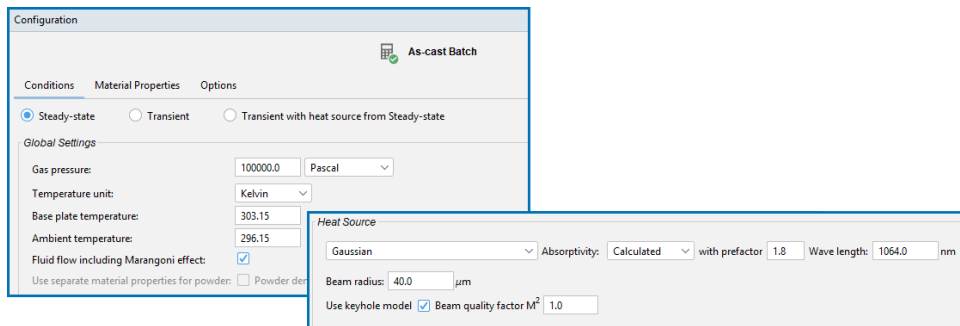 Configuration
As-cast Batch
Conditions Material Properties Options
Steady-state Transient Transient with heat source from Steady-state
Global Settings
Gas pressure: 100000.0 Pascal
Temperature unit: Kelvin
Base plate temperature: 303.15
Ambient temperature: 296.15
Fluid flow including Marangoni effect:
Use separate material properties for powder: Powder
Heat Source
Gaussian Absorptivity: Calculated with prefactor 1.8 Wave length: 1064.0 nm
Beam radius: 40.0 μm
Use keyhole model Beam quality factor M² 1.0